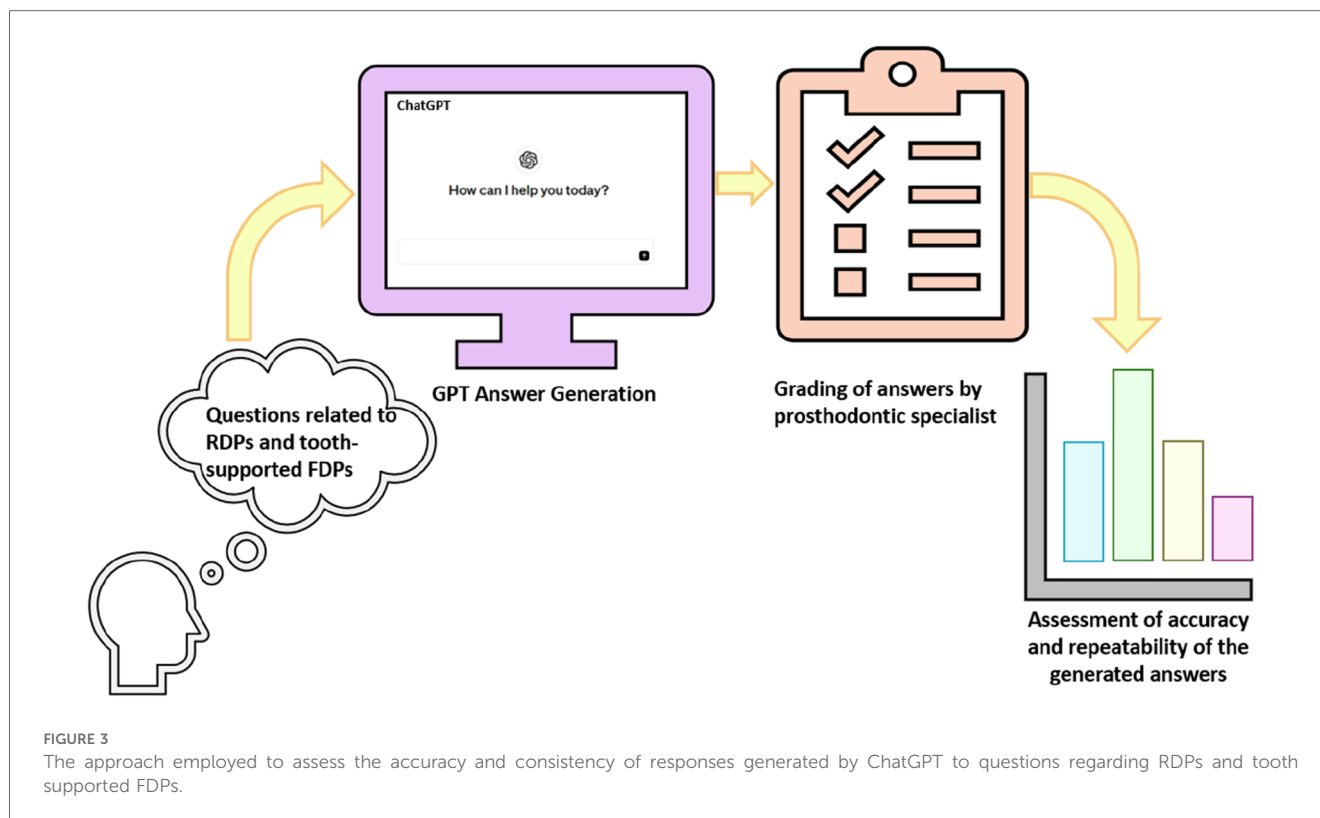 ChatGPT
How can I help you today?
Questions related to
RDPs and tooth-
supported FDPs
GPT Answer Generation
Grading of answers by
prosthodontic specialist
Assessment of accuracy
and repeatability of the
generated answers
FIGURE 3
The approach employed to assess the accuracy and consistency of responses generated by ChatGPT to questions regarding RDPs and tooth
supported FDPs.